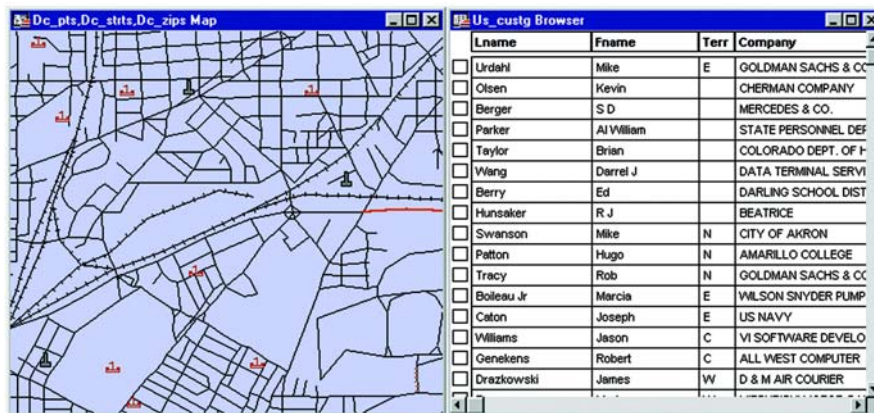 Dc_pts,Dc_strts,Dc_zips Map
Us_custg Browser
Lname Fname Terr Company
Urdahl Mike E GOLDMAN SACHS & CO
Olsen Kevin CHERMAN COMPANY
Berger S D MERCEDES & CO.
Parker Al William STATE PERSONNEL DEP
Taylor Brian COLORADO DEPT. OF H
Wang Darrel J DATA TERMINAL SERVI
Berry Ed DARLING SCHOOL DIST
Hunsaker R J BEATRICE
Swanson Mike N CITY OF AKRON
Patton Hugo N AMARILLO COLLEGE
Tracy Rob N GOLDMAN SACHS & CO
Boileau Jr Marcia E WILSON SNYDER PUMP
Caton Joseph E US NAVY
Williams Jason C VI SOFTWARE DEVELO
Genekens Robert C ALL WEST COMPUTER
Drazkowski James W D & M AIR COURIER